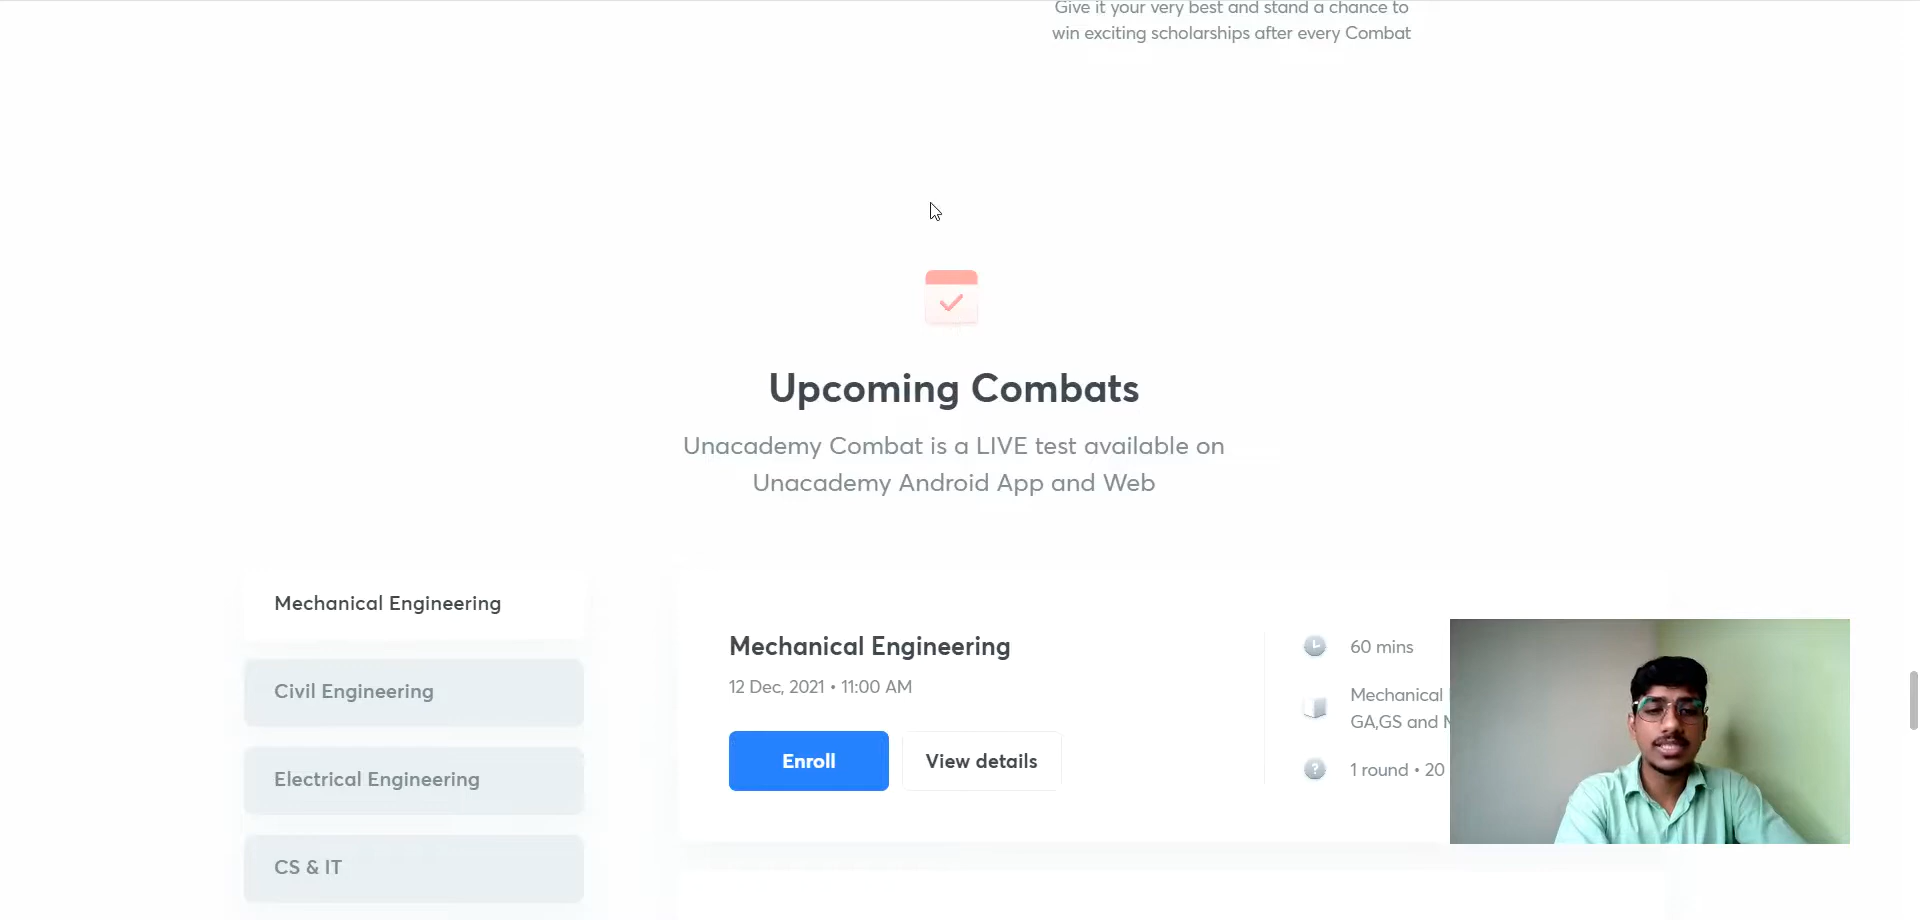 Give it your very best and stand a chance to
win exciting scholarships after every Combat
Upcoming Combats
Unacademy Combat is a LIVE test available on
Unacademy Android App and Web
Mechanical Engineering
Civil Engineering
Electrical Engineering
CS & IT
Mechanical Engineering
12 Dec, 2021 • 11:00 AM
Enroll
View details
60 mins
Mechanical
GA,GS and
1 round • 20